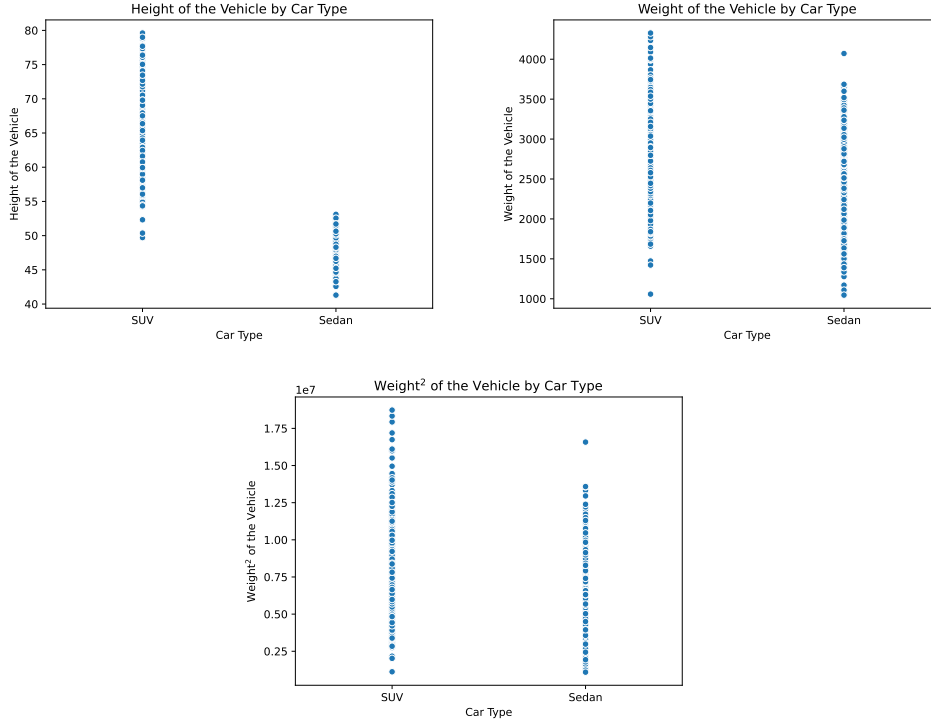 Height of the Vehicle by Car Type
Height of the Vehicle
80
75
70
65
60
55
50
45
40
SUV
Sedan
Car Type
Weight of the Vehicle by Car Type
Weight of the Vehicle
4000
3500
3000
2500
2000
1500
1000
SUV
Sedan
Car Type
Weight² of the Vehicle by Car Type
1e7
Weight² of the Vehicle
1.75
1.50
1.25
1.00
0.75
0.50
0.25
SUV
Sedan
Car Type